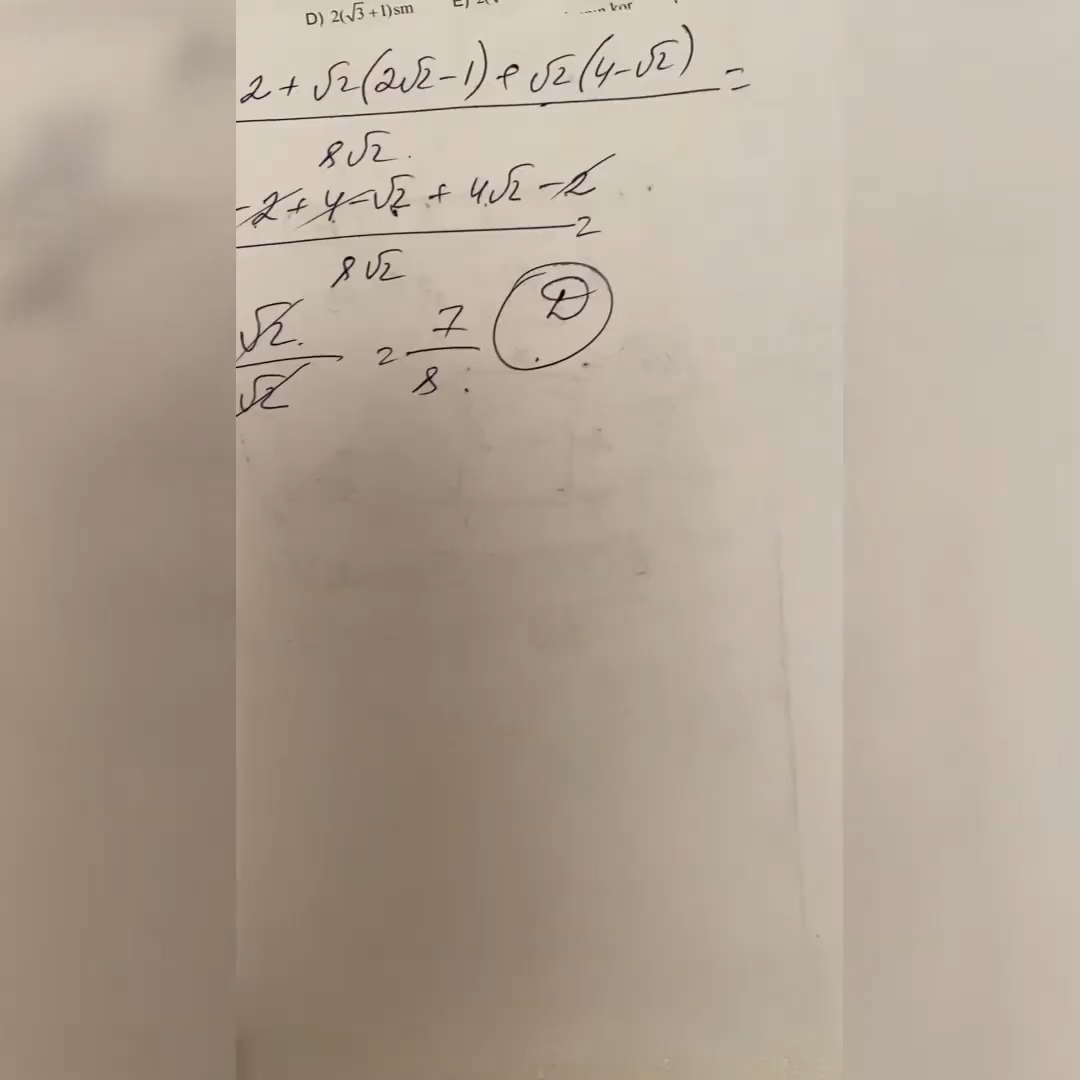 D) 2(√3+1)sm E)
2 + √2(2√2-1) + √2(4-√2) =
8√2.
-2 + 4 - √2 + 4√2 - 2 =
8√2
√2. = 7 D
√2 8